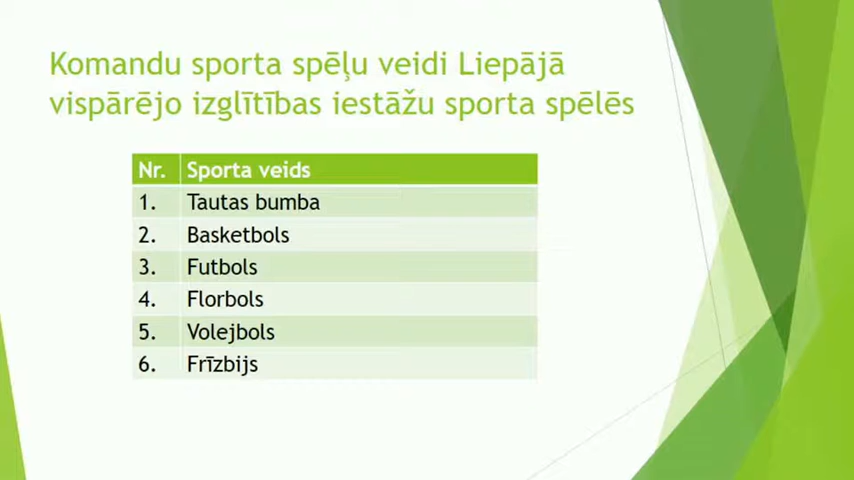 Komandu sporta spēļu veidi Liepājā
vispārējo izglītības iestāžu sporta spēlēs
Nr. Sporta veids
1. Tautas bumba
2. Basketbols
3. Futbols
4. Florbols
5. Volejbols
6. Frīzbijs